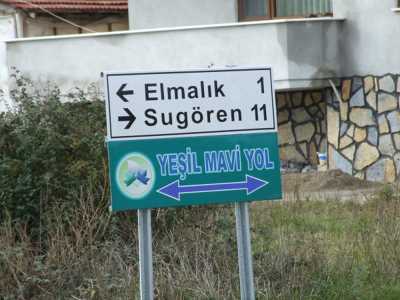 ← Elmalık 1
→ Sugören 11
YEŞİL MAVİ YOL